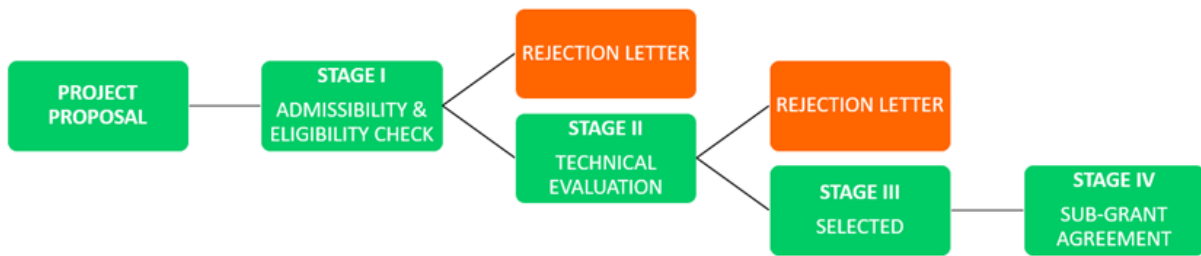 PROJECT
PROPOSAL
STAGE I
ADMISSIBILITY &
ELIGIBILITY CHECK
REJECTION LETTER
STAGE II
TECHNICAL
EVALUATION
REJECTION LETTER
STAGE III
SELECTED
STAGE IV
SUB-GRANT
AGREEMENT